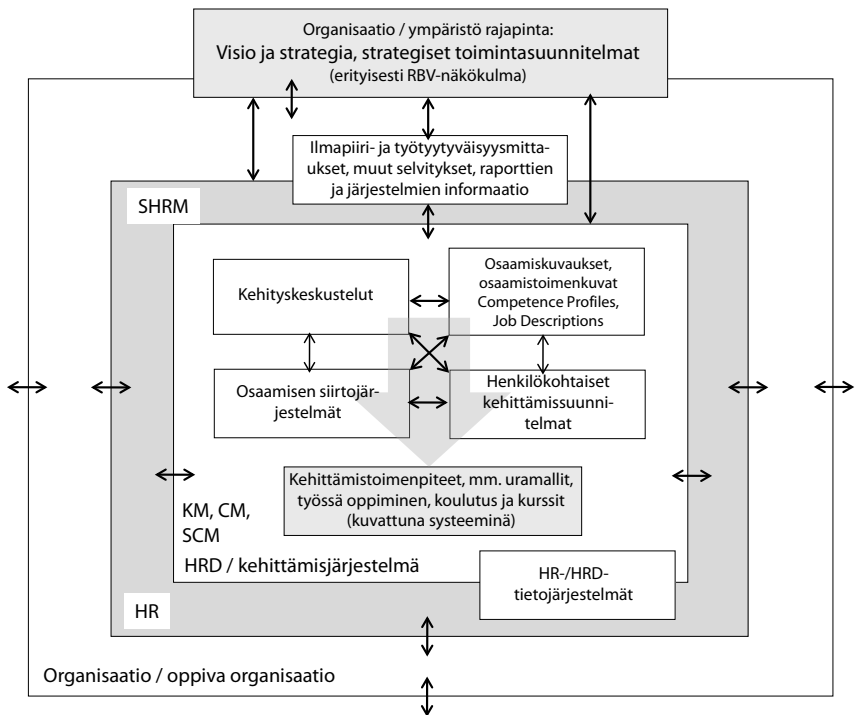 Organisaatio / ympäristö rajapinta:
Visio ja strategia, strategiset toimintasuunnitelmat
(erityisesti RBV-näkökulma)
Ilmapiiri- ja työtyytyväisyysmitta-
ukset, muut selvitykset, raporttien
ja järjestelmien informaatio
SHRM
Kehityskeskustelut
Osaamiskuvaukset,
osaamistoimenkuvat
Competence Profiles,
Job Descriptions
Osaamisen siirtojär-
jestelmät
Henkilökohtaiset
kehittämissuunni-
telmat
Kehittämistoimenpiteet, mm. uramallit,
työssä oppiminen, koulutus ja kurssit
(kuvattuna systeeminä)
KM, CM,
SCM
HRD / kehittämisjärjestelmä
HR-/HRD-
tietojärjestelmät
HR
Organisaatio / oppiva organisaatio